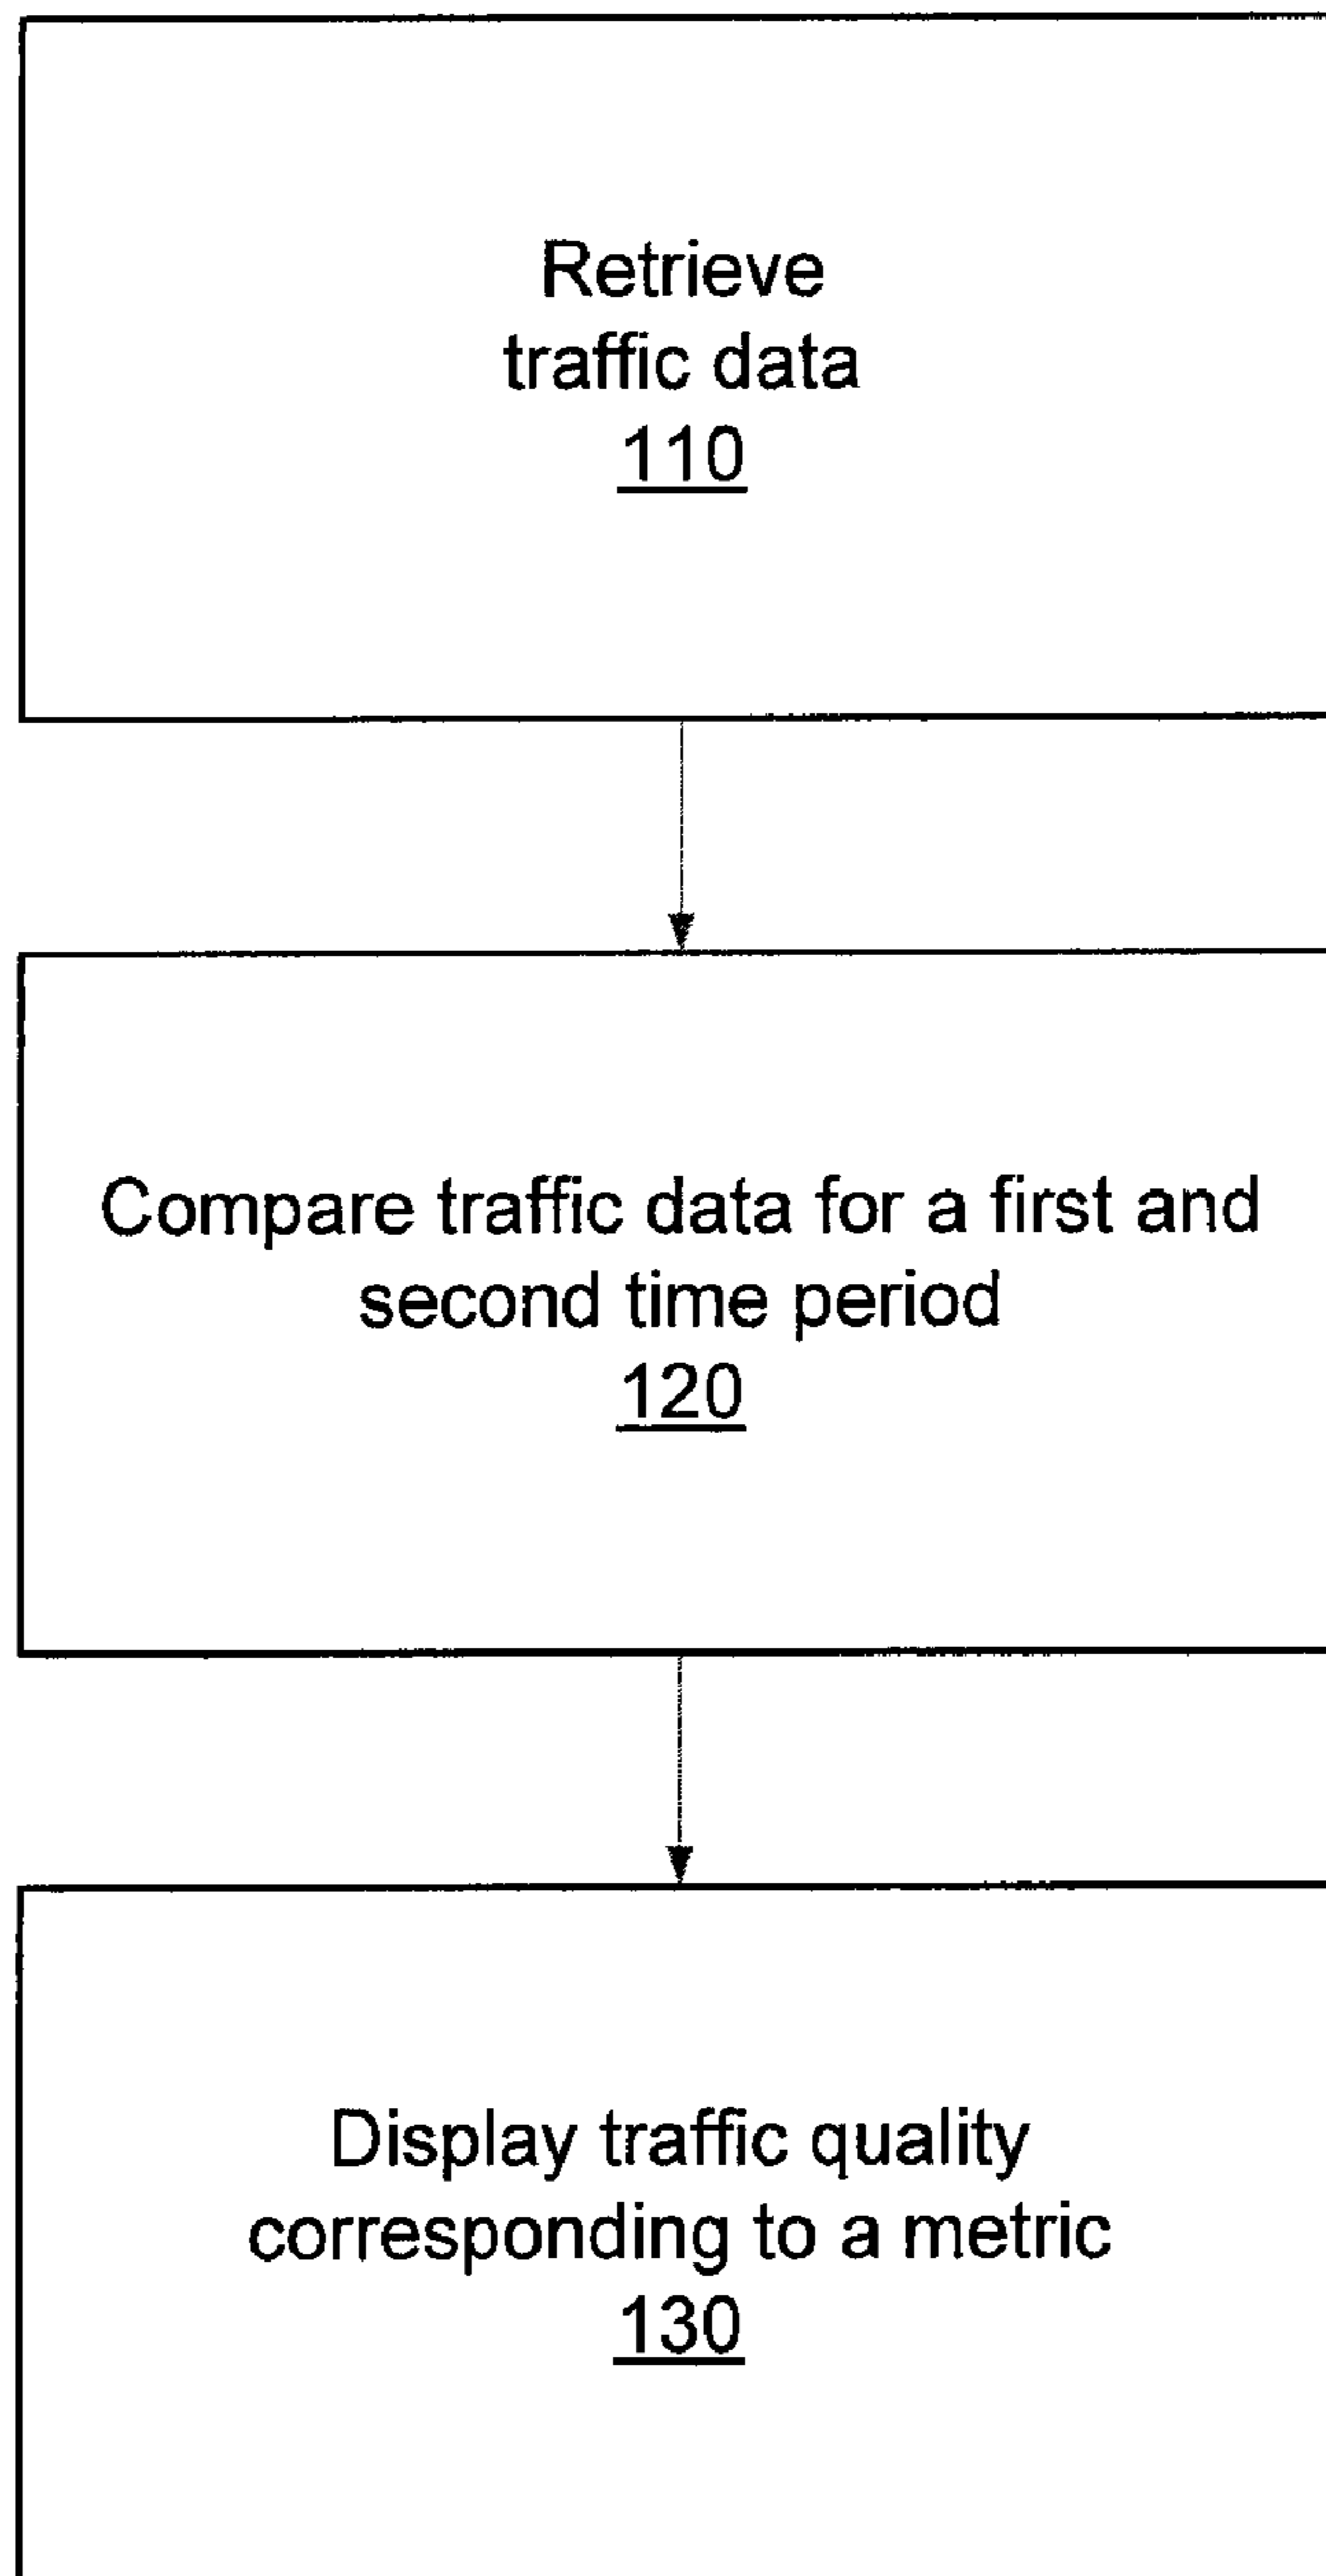 Retrieve
traffic data
110
Compare traffic data for a first and
second time period
120
Display traffic quality
corresponding to a metric
130